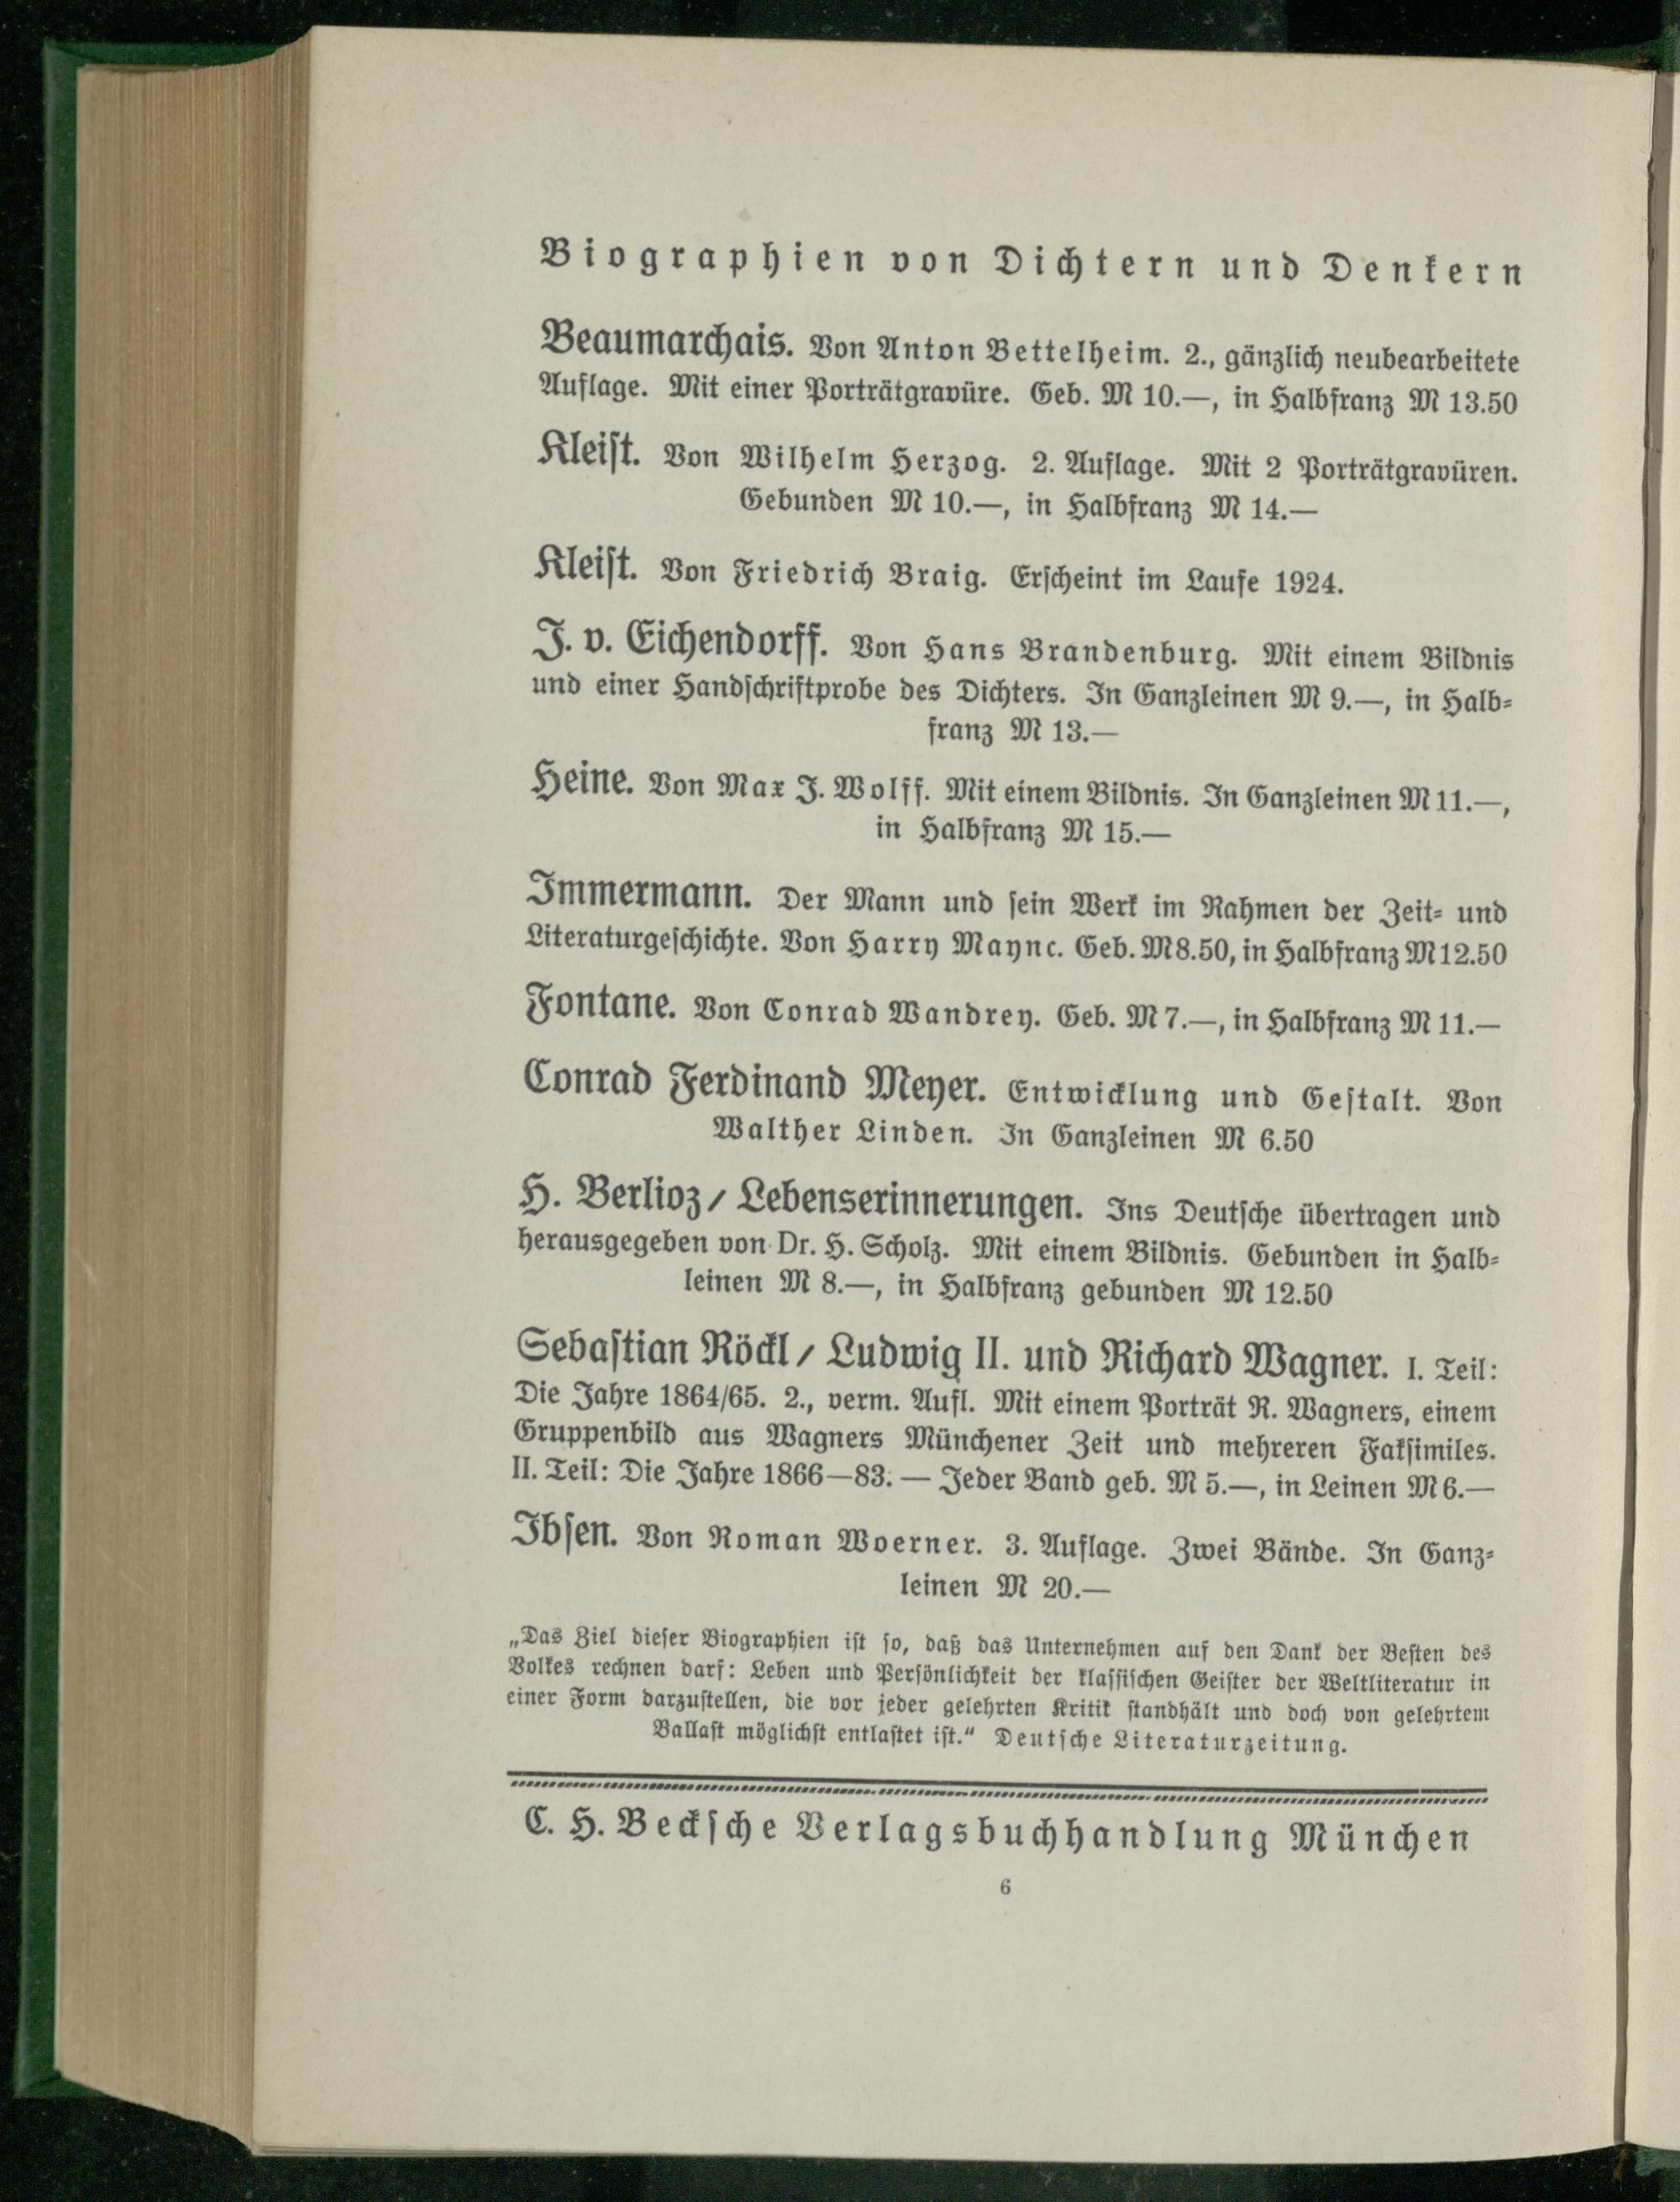 Biographien von Dichtern und Denkern
Beaumarchais. Von Anton Bettelheim. 2., gänzlich neubearbeitete
Auflage. Mit einer Porträtgravüre. Geb. M 10.—, in Halbfranz M 13.50
Kleist. Von Wilhelm Herzog. 2. Auflage. Mit 2 Porträtgravüren.
Gebunden M 10.—, in Halbfranz M 14.—
Kleist. Von Friedrich Braig. Erscheint im Laufe 1924.
J. v. Eichendorff. Von Hans Brandenburg. Mit einem Bildnis
und einer Handschriftprobe des Dichters. In Ganzleinen M 9.—, in Halb-
franz M 13.—
Heine. Von Max J. Wolff. Mit einem Bildnis. In Ganzleinen M 11.—,
in Halbfranz M 15.—
Immermann. Der Mann und sein Werk im Rahmen der Zeit- und
Literaturgeschichte. Von Harry Maync. Geb. M 8.50, in Halbfranz M 12.50
Fontane. Von Conrad Wandrey. Geb. M 7.—, in Halbfranz M 11.—
Conrad Ferdinand Meyer. Entwicklung und Gestalt. Von
Walther Linden. In Ganzleinen M 6.50
H. Berlioz / Lebenserinnerungen. Ins Deutsche übertragen und
herausgegeben von Dr. H. Scholz. Mit einem Bildnis. Gebunden in Halb-
leinen M 8.—, in Halbfranz gebunden M 12.50
Sebastian Röckl / Ludwig II. und Richard Wagner. I. Teil:
Die Jahre 1864/65. 2., verm. Aufl. Mit einem Porträt R. Wagners, einem
Gruppenbild aus Wagners Münchener Zeit und mehreren Faksimiles.
II. Teil: Die Jahre 1866—83. — Jeder Band geb. M 5.—, in Leinen M 6.—
Ibsen. Von Roman Woerner. 3. Auflage. Zwei Bände. In Ganz-
leinen M 20.—
„Das Ziel dieser Biographien ist so, daß das Unternehmen auf den Dank der Besten des
Volkes rechnen darf: Leben und Persönlichkeit der klassischen Geister der Weltliteratur in
einer Form darzustellen, die vor jeder gelehrten Kritik standhält und doch von gelehrtem
Ballast möglichst entlastet ist.“ Deutsche Literaturzeitung.
C. H. Becksche Verlagsbuchhandlung München
6